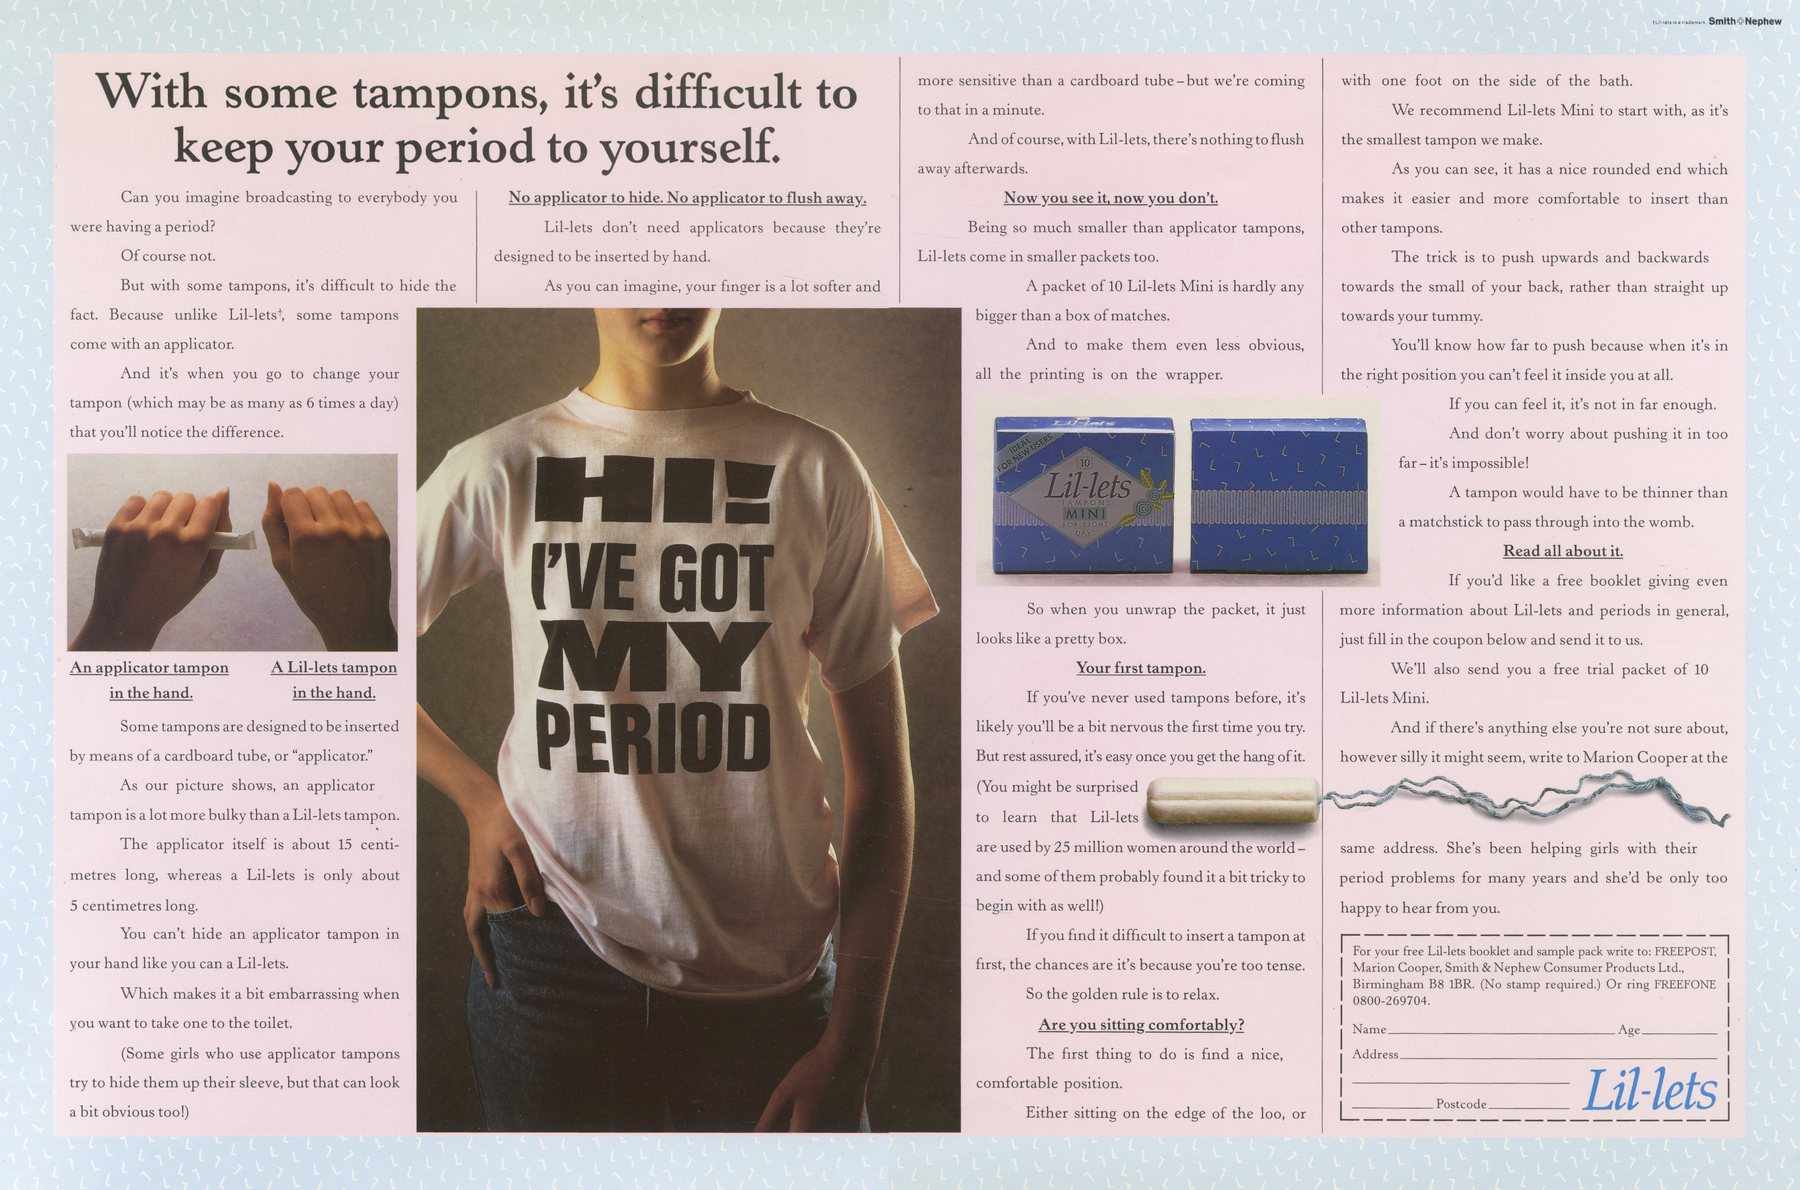 †Lil-lets is a trademark. Smith+Nephew
With some tampons, it's difficult to
keep your period to yourself.
Can you imagine broadcasting to everybody you
were having a period?
Of course not.
But with some tampons, it's difficult to hide the
fact. Because unlike Lil-lets†, some tampons
come with an applicator.
And it's when you go to change your
tampon (which may be as many as 6 times a day)
that you'll notice the difference.
An applicator tampon
in the hand.
A Lil-lets tampon
in the hand.
Some tampons are designed to be inserted
by means of a cardboard tube, or “applicator.”
As our picture shows, an applicator
tampon is a lot more bulky than a Lil-lets tampon.
The applicator itself is about 15 centi-
metres long, whereas a Lil-lets is only about
5 centimetres long.
You can't hide an applicator tampon in
your hand like you can a Lil-lets.
Which makes it a bit embarrassing when
you want to take one to the toilet.
(Some girls who use applicator tampons
try to hide them up their sleeve, but that can look
a bit obvious too!)
No applicator to hide. No applicator to flush away.
Lil-lets don't need applicators because they're
designed to be inserted by hand.
As you can imagine, your finger is a lot softer and
HI!
I'VE GOT
MY
PERIOD
more sensitive than a cardboard tube – but we're coming
to that in a minute.
And of course, with Lil-lets, there's nothing to flush
away afterwards.
Now you see it, now you don't.
Being so much smaller than applicator tampons,
Lil-lets come in smaller packets too.
A packet of 10 Lil-lets Mini is hardly any
bigger than a box of matches.
And to make them even less obvious,
all the printing is on the wrapper.
Lil-lets
IDEAL
FOR NEW USERS
10
Lil-lets
TAMPONS
MINI
FOR LIGHT
DAYS
So when you unwrap the packet, it just
looks like a pretty box.
Your first tampon.
If you've never used tampons before, it's
likely you'll be a bit nervous the first time you try.
But rest assured, it's easy once you get the hang of it.
(You might be surprised
to learn that Lil-lets
are used by 25 million women around the world –
and some of them probably found it a bit tricky to
begin with as well!)
If you find it difficult to insert a tampon at
first, the chances are it's because you're too tense.
So the golden rule is to relax.
Are you sitting comfortably?
The first thing to do is find a nice,
comfortable position.
Either sitting on the edge of the loo, or
with one foot on the side of the bath.
We recommend Lil-lets Mini to start with, as it's
the smallest tampon we make.
As you can see, it has a nice rounded end which
makes it easier and more comfortable to insert than
other tampons.
The trick is to push upwards and backwards
towards the small of your back, rather than straight up
towards your tummy.
You'll know how far to push because when it's in
the right position you can't feel it inside you at all.
If you can feel it, it's not in far enough.
And don't worry about pushing it in too
far – it's impossible!
A tampon would have to be thinner than
a matchstick to pass through into the womb.
Read all about it.
If you'd like a free booklet giving even
more information about Lil-lets and periods in general,
just fill in the coupon below and send it to us.
We'll also send you a free trial packet of 10
Lil-lets Mini.
And if there's anything else you're not sure about,
however silly it might seem, write to Marion Cooper at the
same address. She's been helping girls with their
period problems for many years and she'd be only too
happy to hear from you.
For your free Lil-lets booklet and sample pack write to: FREEPOST,
Marion Cooper, Smith & Nephew Consumer Products Ltd.,
Birmingham B8 1BR. (No stamp required.) Or ring FREEFONE
0800-269704.
Name Age
Address
Postcode
Lil-lets